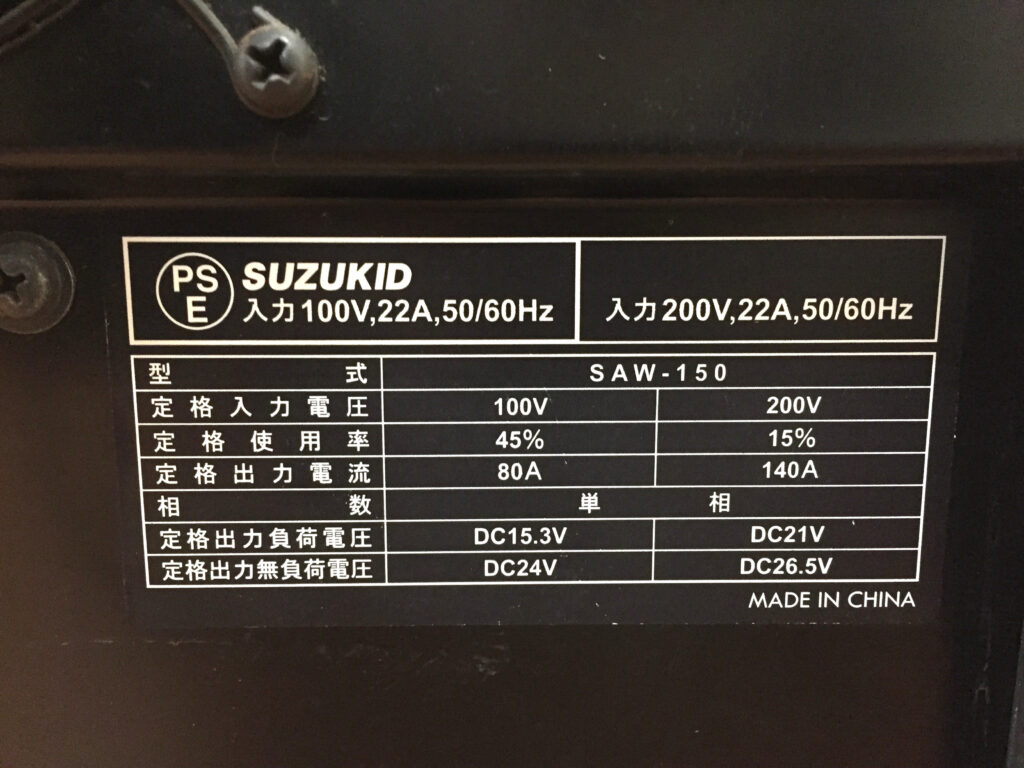 PS
E
SUZUKID
入力100V,22A,50/60Hz
入力200V,22A,50/60Hz
型式 SAW-150
定格入力電圧 100V 200V
定格使用率 45% 15%
定格出力電流 80A 140A
相数 単相
定格出力負荷電圧 DC15.3V DC21V
定格出力無負荷電圧 DC24V DC26.5V
MADE IN CHINA